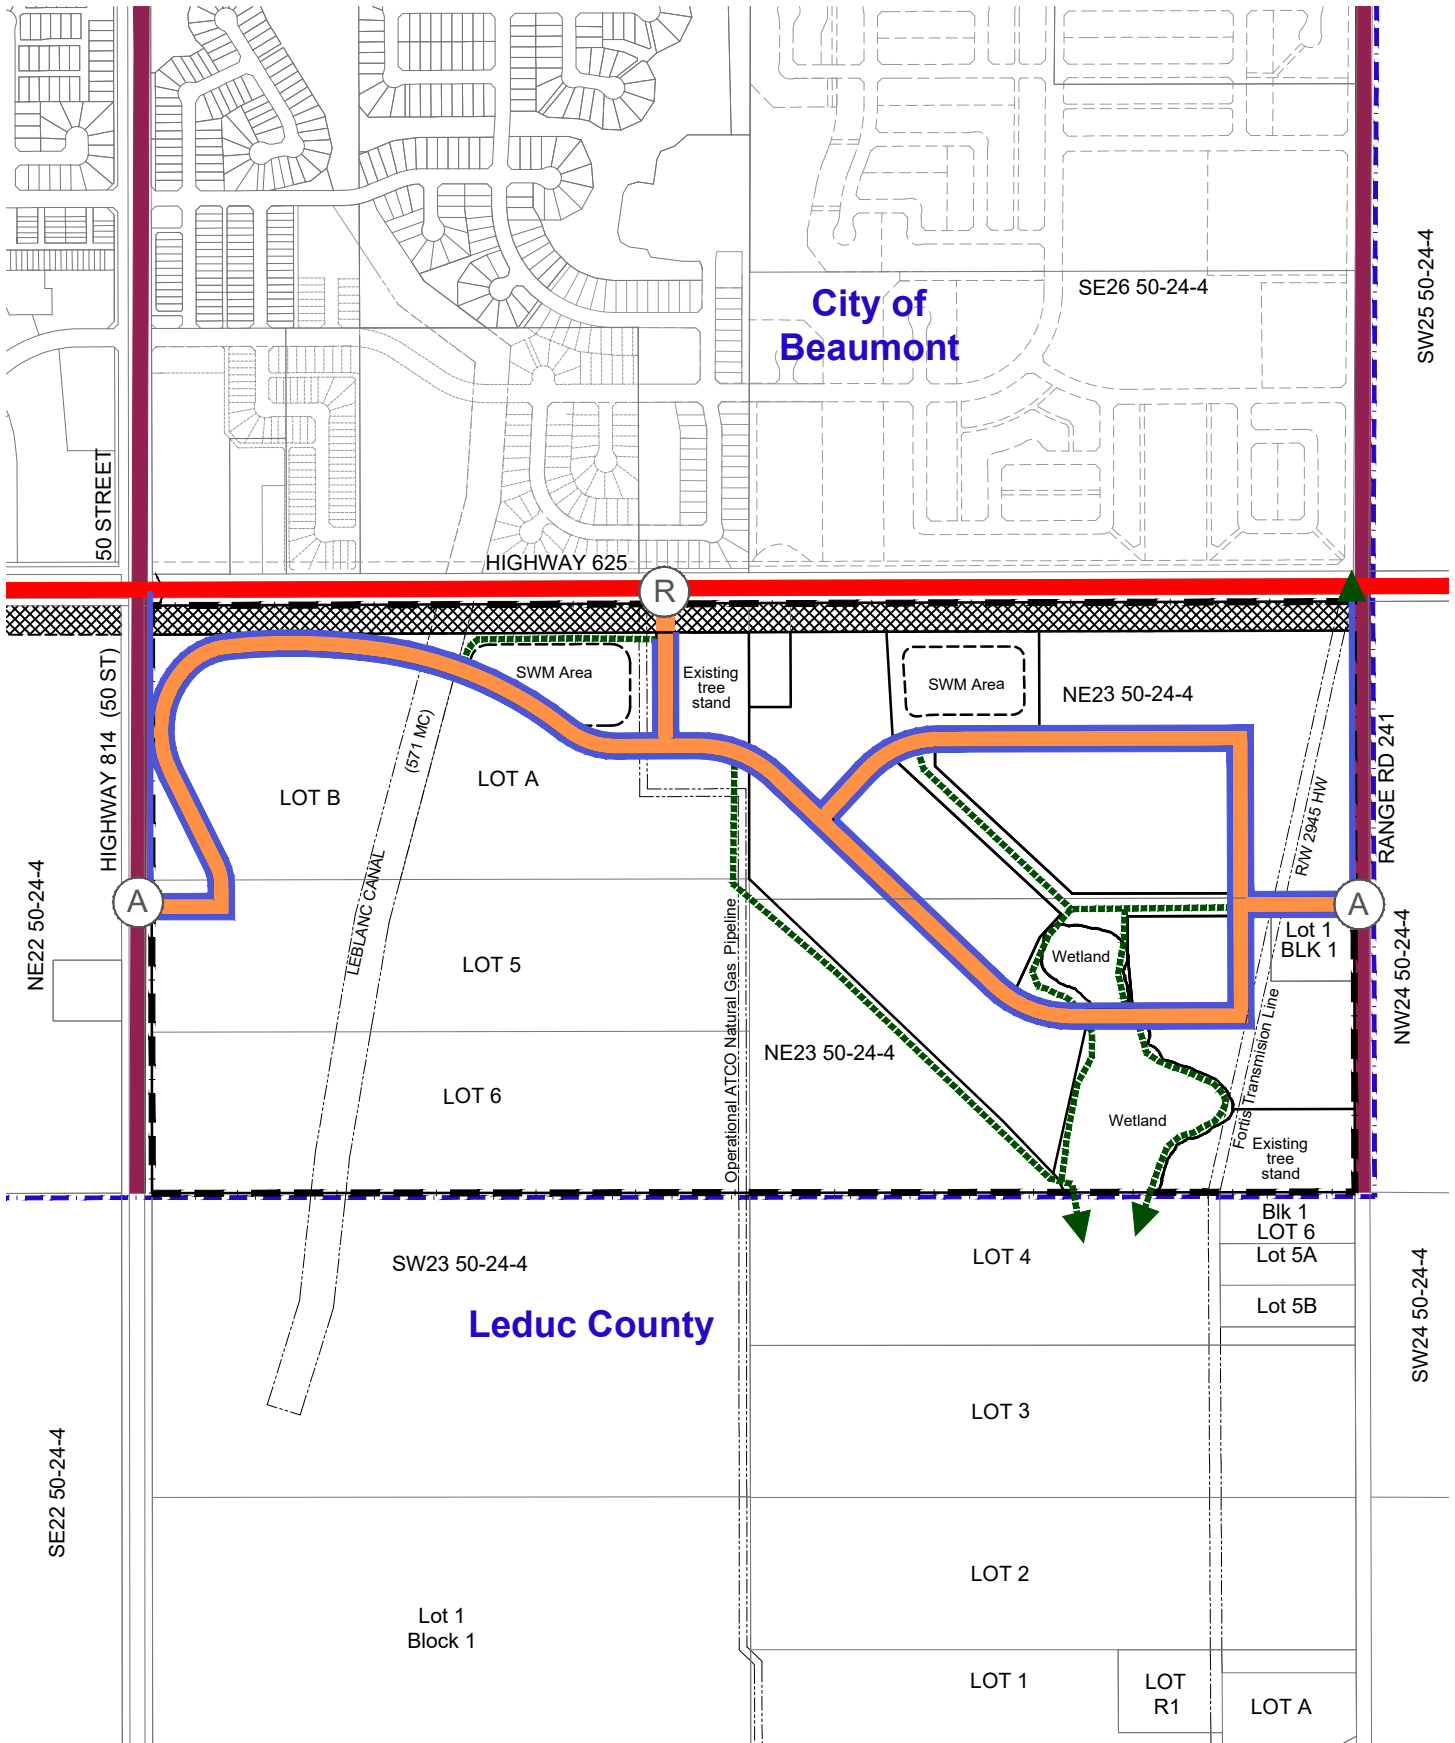 City of
Beaumont
SE26 50-24-4
SW25 50-24-4
50 STREET
HIGHWAY 625
R
HIGHWAY 814 (50 ST)
SWM Area
Existing
tree
stand
SWM Area
NE23 50-24-4
RANGE RD 241
(571 MC)
LOT A
LOT B
R/W 2945 HW
NE22 50-24-4
A
A
LEBLANC CANAL
Operational ATCO Natural Gas Pipeline
Lot 1
BLK 1
LOT 5
Wetland
NW24 50-24-4
NE23 50-24-4
Fortis Transmision Line
LOT 6
Wetland
Existing
tree
stand
Blk 1
LOT 6
Lot 5A
Lot 5B
SW23 50-24-4
LOT 4
Leduc County
SW24 50-24-4
LOT 3
SE22 50-24-4
LOT 2
Lot 1
Block 1
LOT 1
LOT
R1
LOT A